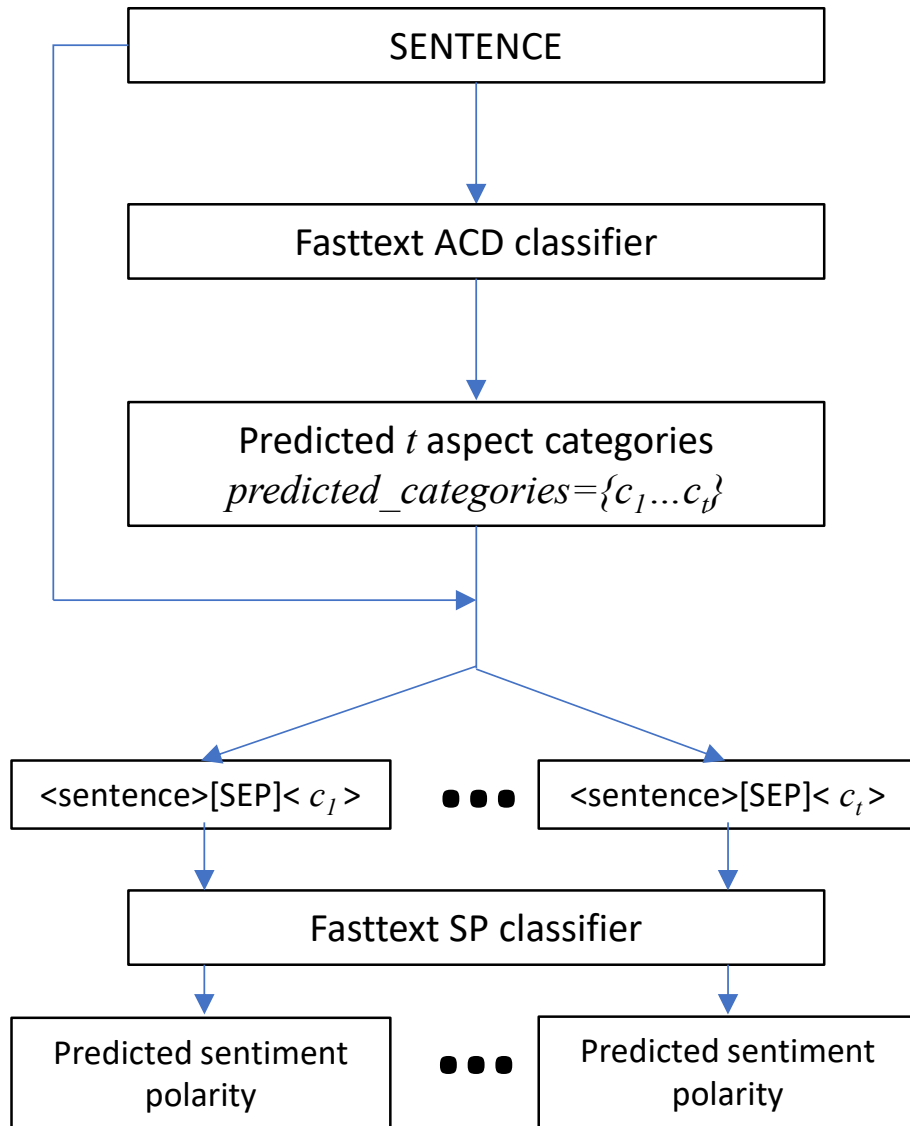 SENTENCE
Fasttext ACD classifier
Predicted t aspect categories
predicted_categories={c₁...cₜ}
<sentence>[SEP]< c₁ >
<sentence>[SEP]< cₜ >
Fasttext SP classifier
Predicted sentiment
polarity
Predicted sentiment
polarity